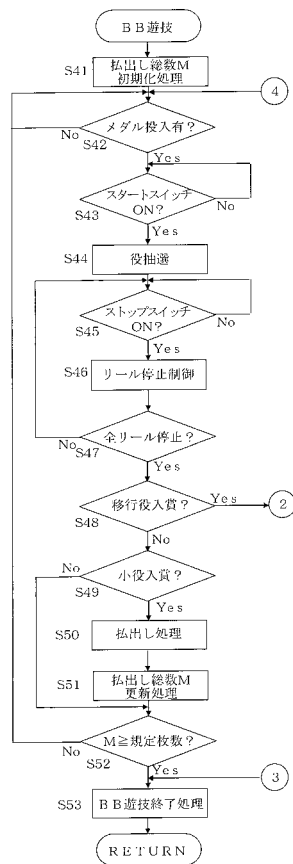 ＢＢ遊技
S41
払出し総数Ｍ
初期化処理
4
メダル投入有？
No
S42
Yes
スタートスイッチ
ON？
S43
No
Yes
S44
役抽選
ストップスイッチ
ON？
S45
No
Yes
S46
リール停止制御
全リール停止？
No
S47
Yes
移行役入賞？
Yes
2
S48
No
No
小役入賞？
S49
Yes
S50
払出し処理
S51
払出し総数Ｍ
更新処理
Ｍ≧規定枚数？
No
S52
Yes
3
S53
ＢＢ遊技終了処理
ＲＥＴＵＲＮ